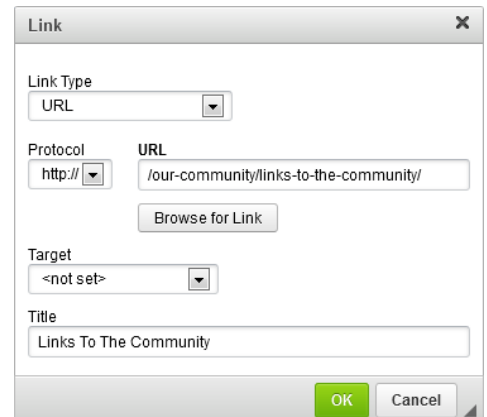 Link
Link Type
URL
Protocol URL
http:// /our-community/links-to-the-community/
Browse for Link
Target
<not set>
Title
Links To The Community
OK Cancel